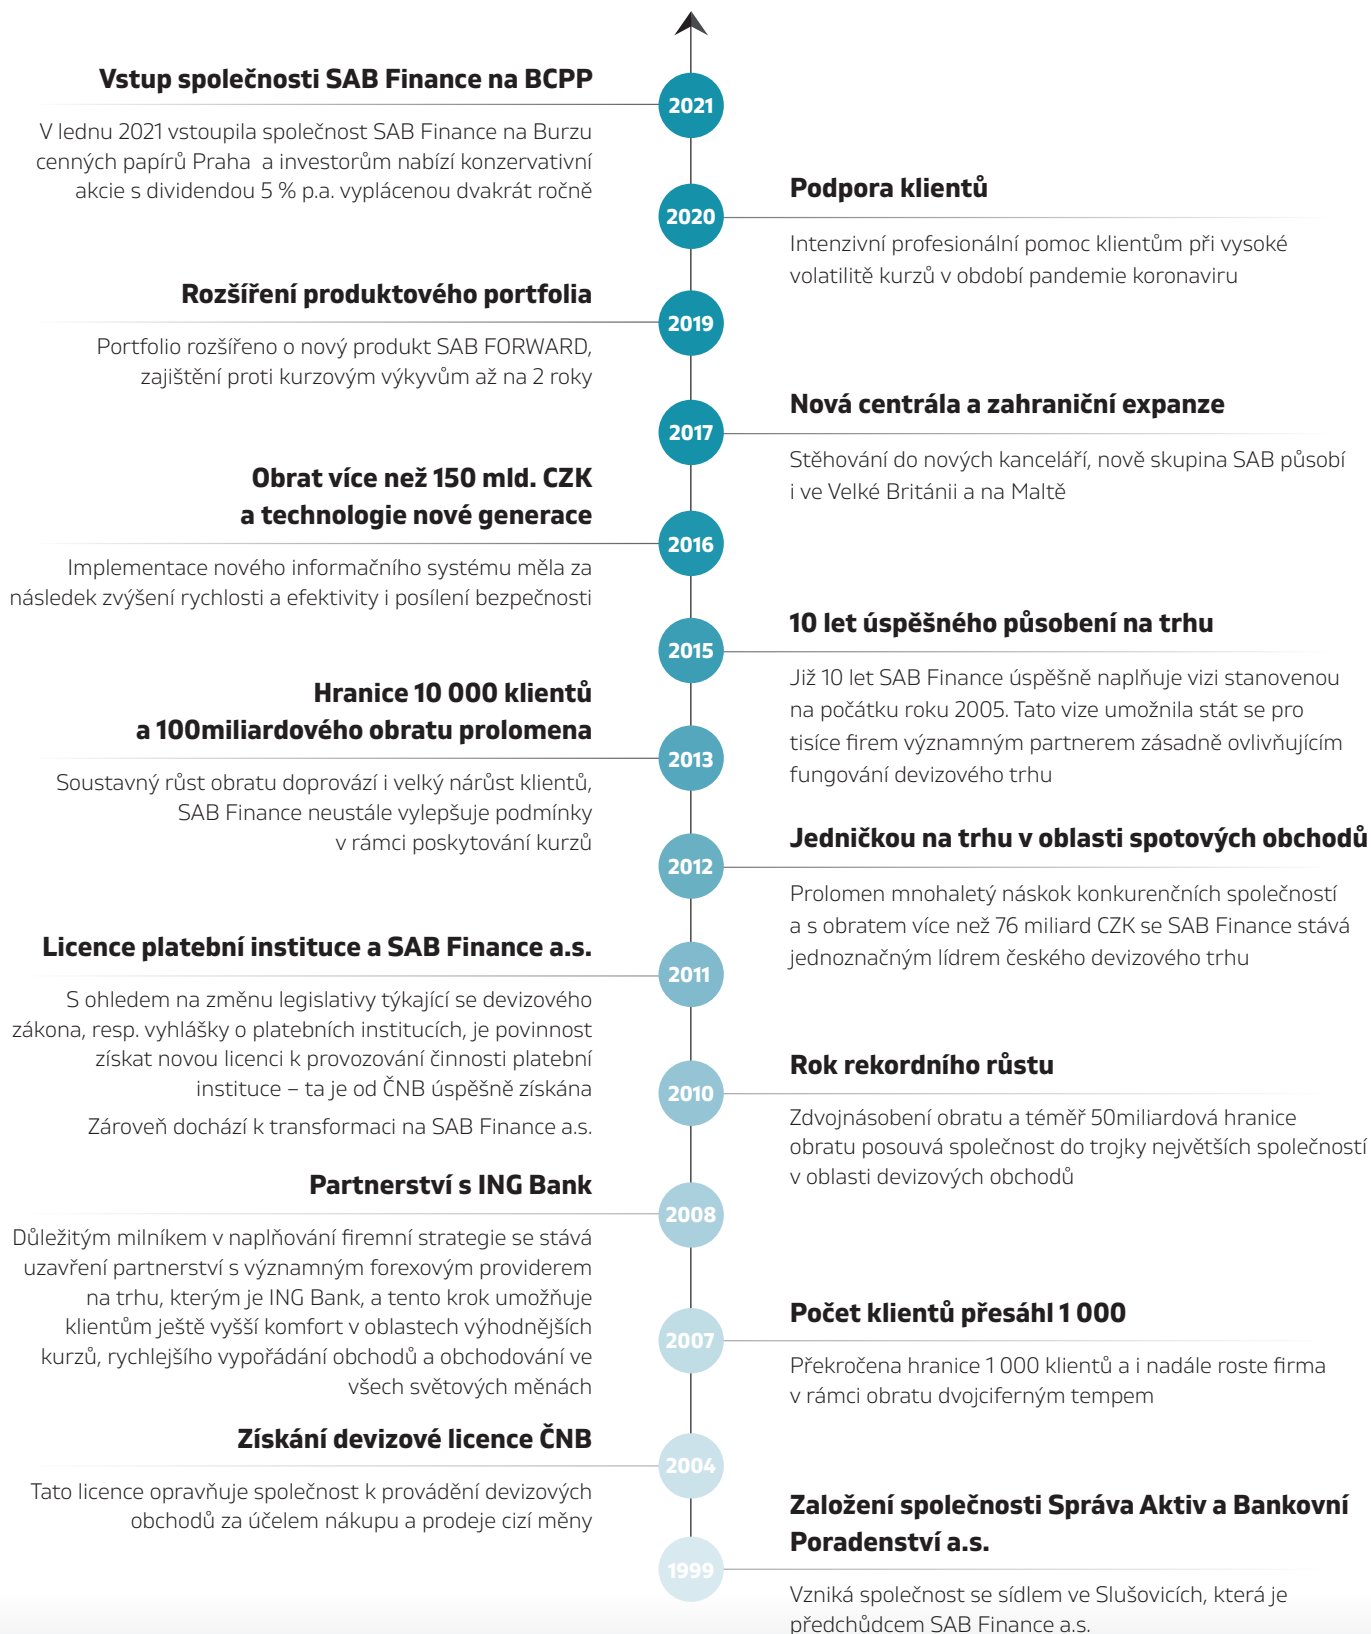 Vstup společnosti SAB Finance na BCPP
2021
V lednu 2021 vstoupila společnost SAB Finance na Burzu
cenných papírů Praha a investorům nabízí konzervativní
akcie s dividendou 5 % p.a. vyplácenou dvakrát ročně
Podpora klientů
2020
Intenzivní profesionální pomoc klientům při vysoké
volatilitě kurzů v období pandemie koronaviru
Rozšíření produktového portfolia
2019
Portfolio rozšířeno o nový produkt SAB FORWARD,
zajištění proti kurzovým výkyvům až na 2 roky
Nová centrála a zahraniční expanze
2017
Stěhování do nových kanceláří, nově skupina SAB působí
i ve Velké Británii a na Maltě
Obrat více než 150 mld. CZK
a technologie nové generace
2016
Implementace nového informačního systému měla za
následek zvýšení rychlosti a efektivity i posílení bezpečnosti
10 let úspěšného působení na trhu
2015
Již 10 let SAB Finance úspěšně naplňuje vizi stanovenou
na počátku roku 2005. Tato vize umožnila stát se pro
tisíce firem významným partnerem zásadně ovlivňujícím
fungování devizového trhu
Hranice 10 000 klientů
a 100miliardového obratu prolomena
2013
Soustavný růst obratu doprovází i velký nárůst klientů,
SAB Finance neustále vylepšuje podmínky
v rámci poskytování kurzů
Jedničkou na trhu v oblasti spotových obchodů
2012
Prolomen mnohaletý náskok konkurenčních společností
a s obratem více než 76 miliard CZK se SAB Finance stává
jednoznačným lídrem českého devizového trhu
Licence platební instituce a SAB Finance a.s.
2011
S ohledem na změnu legislativy týkající se devizového
zákona, resp. vyhlášky o platebních institucích, je povinnost
získat novou licenci k provozování činnosti platební
instituce – ta je od ČNB úspěšně získána
Zároveň dochází k transformaci na SAB Finance a.s.
Rok rekordního růstu
2010
Zdvojnásobení obratu a téměř 50miliardová hranice
obratu posouvá společnost do trojky největších společností
v oblasti devizových obchodů
Partnerství s ING Bank
2008
Důležitým milníkem v naplňování firemní strategie se stává
uzavření partnerství s významným forexovým providerem
na trhu, kterým je ING Bank, a tento krok umožňuje
klientům ještě vyšší komfort v oblastech výhodnějších
kurzů, rychlejšího vypořádání obchodů a obchodování ve
všech světových měnách
Počet klientů přesáhl 1 000
2007
Překročena hranice 1 000 klientů a i nadále roste firma
v rámci obratu dvojciferným tempem
Získání devizové licence ČNB
2004
Tato licence opravňuje společnost k provádění devizových
obchodů za účelem nákupu a prodeje cizí měny
Založení společnosti Správa Aktiv a Bankovní
Poradenství a.s.
1999
Vzniká společnost se sídlem ve Slušovicích, která je
předchůdcem SAB Finance a.s.